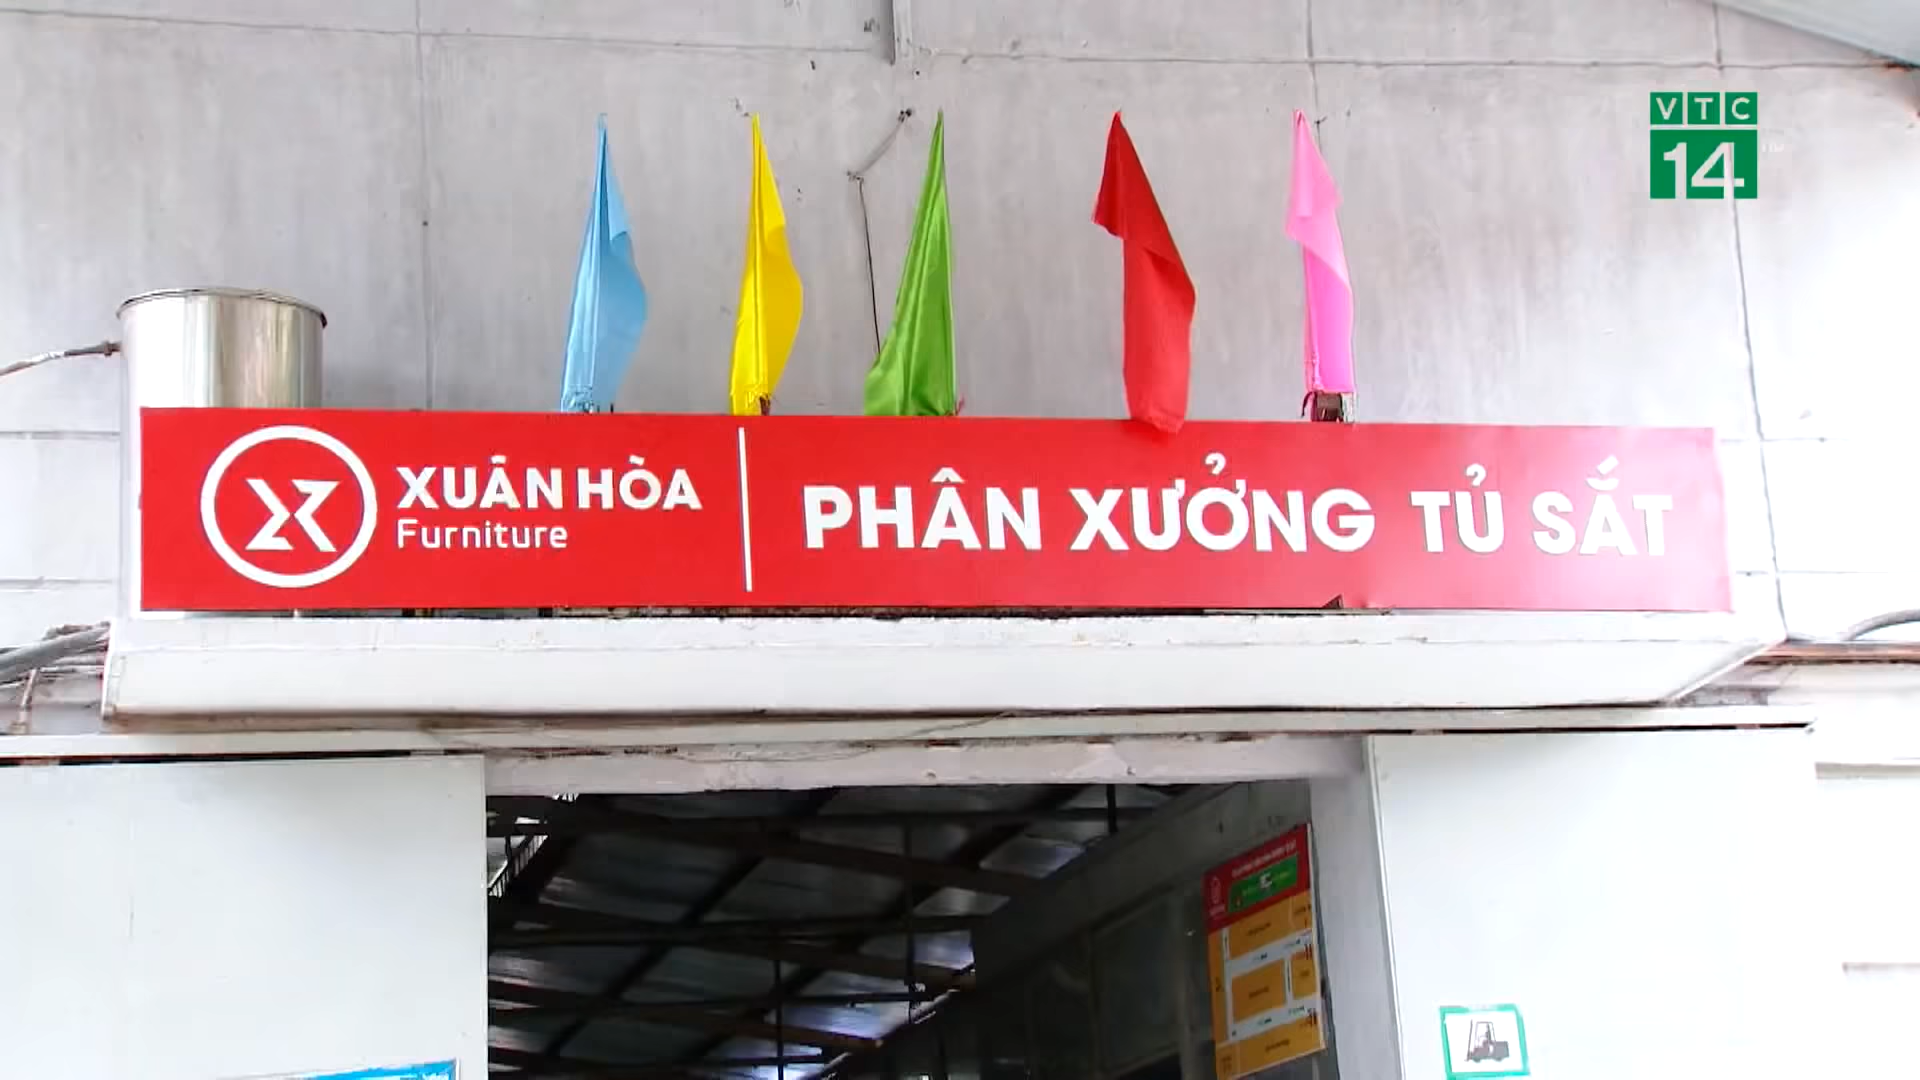 VTC
14
XUÂN HÒA
Furniture
PHÂN XƯỞNG TỦ SẮT